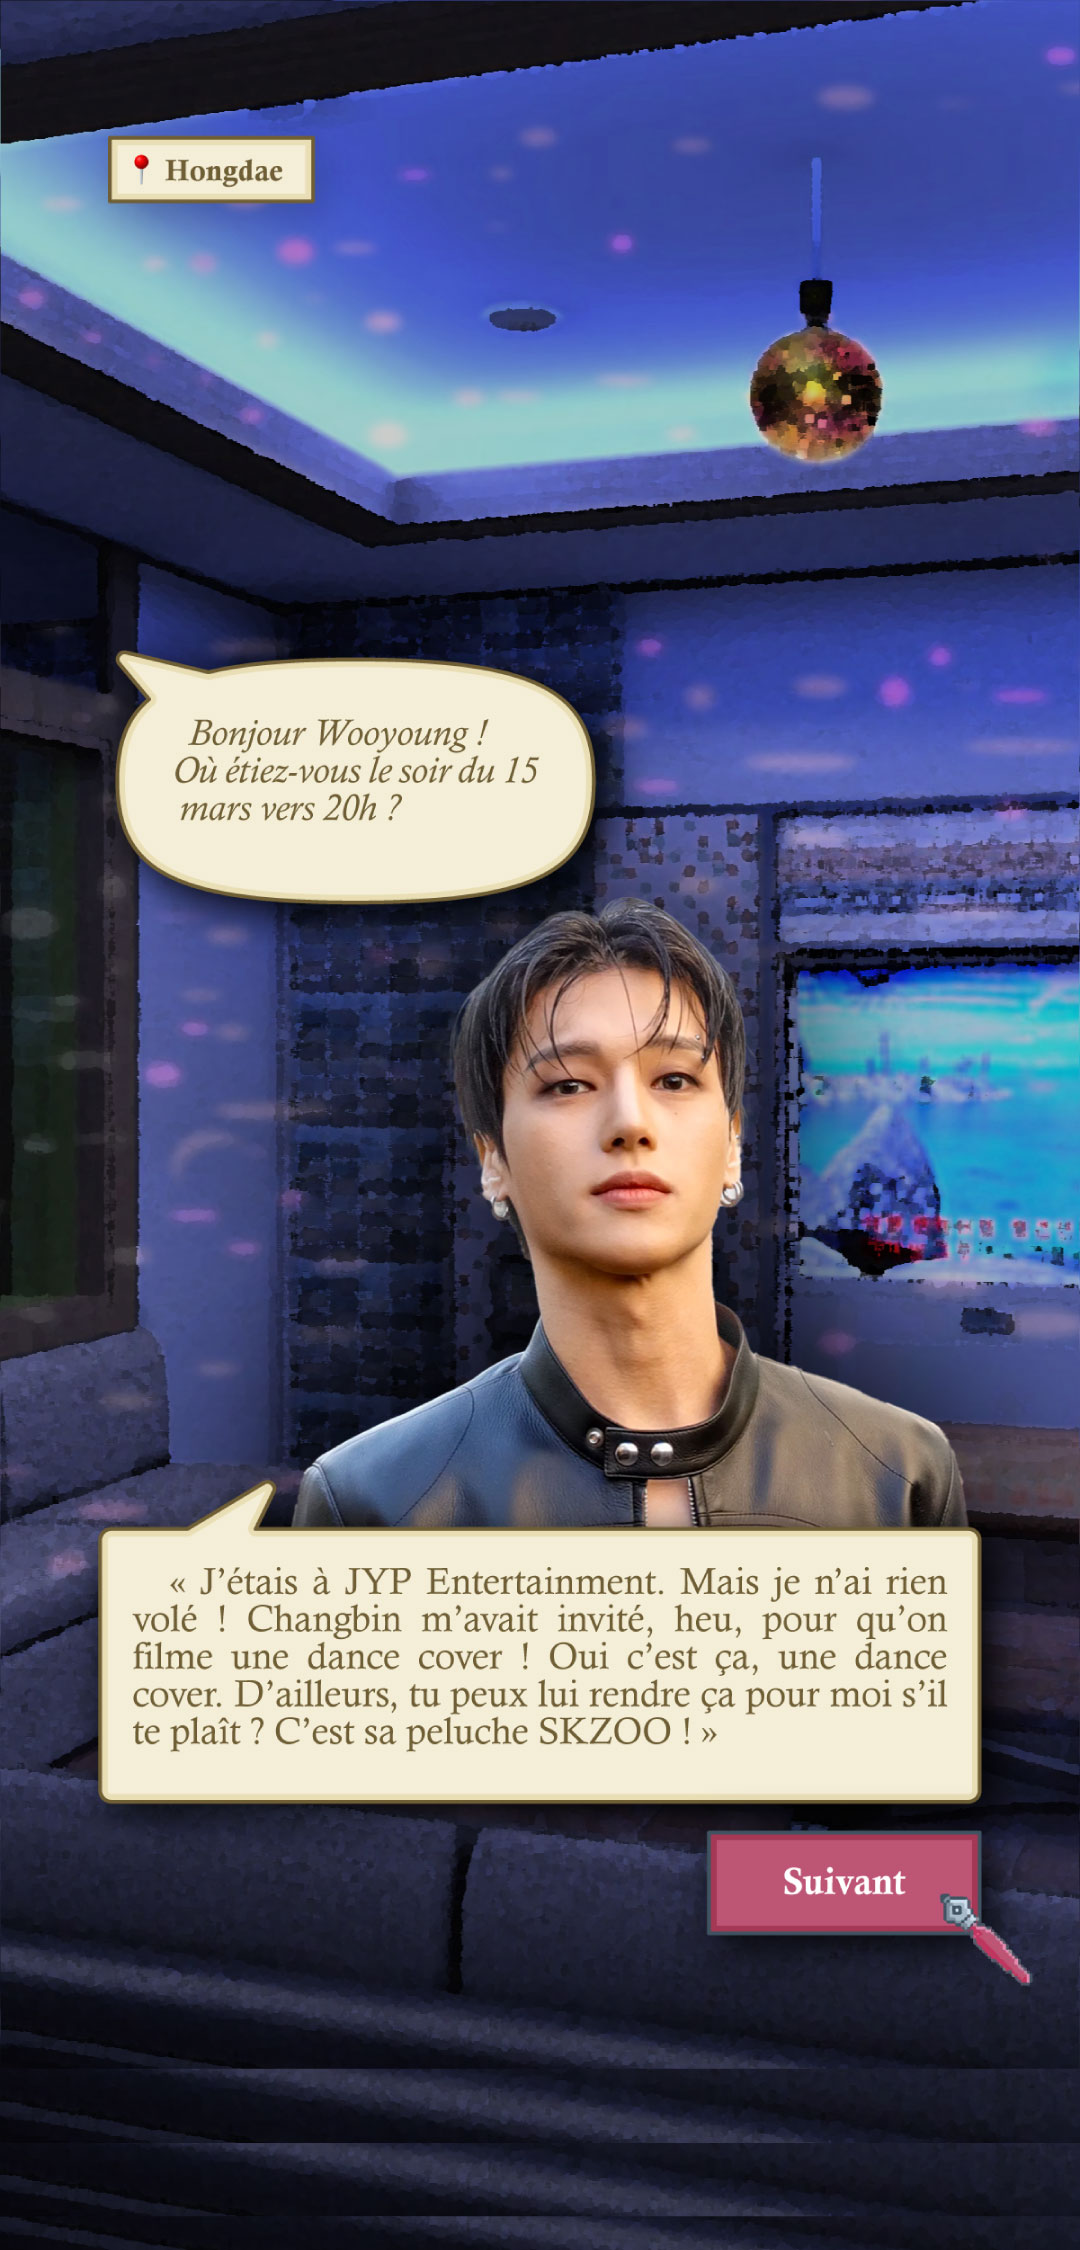 📍 Hongdae
Bonjour Wooyoung !
Où étiez-vous le soir du 15
mars vers 20h ?
« J’étais à JYP Entertainment. Mais je n’ai rien
volé ! Changbin m’avait invité, heu, pour qu’on
filme une dance cover ! Oui c’est ça, une dance
cover. D’ailleurs, tu peux lui rendre ça pour moi s’il
te plaît ? C’est sa peluche SKZOO ! »
Suivant